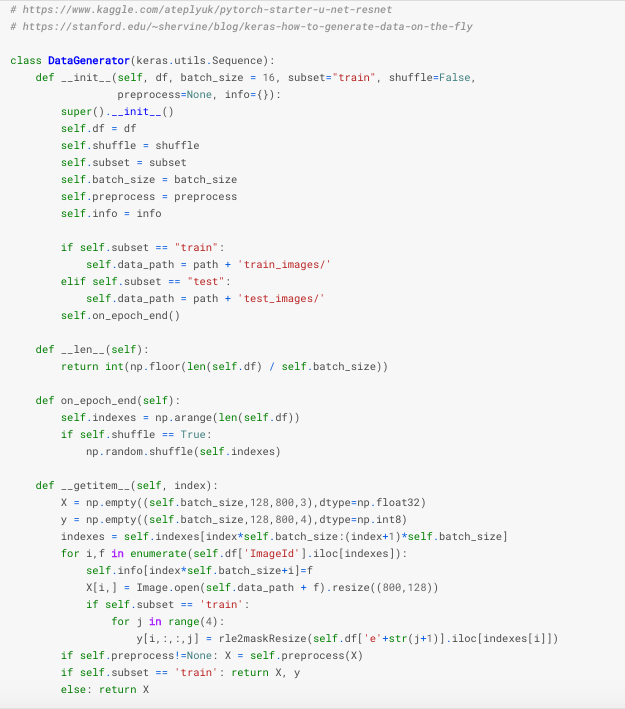 # https://www.kaggle.com/ateplyuk/pytorch-starter-u-net-resnet
# https://stanford.edu/~shervine/blog/keras-how-to-generate-data-on-the-fly

class DataGenerator(keras.utils.Sequence):
    def __init__(self, df, batch_size = 16, subset="train", shuffle=False,
                 preprocess=None, info={}):
        super().__init__()
        self.df = df
        self.shuffle = shuffle
        self.subset = subset
        self.batch_size = batch_size
        self.preprocess = preprocess
        self.info = info

        if self.subset == "train":
            self.data_path = path + 'train_images/'
        elif self.subset == "test":
            self.data_path = path + 'test_images/'
        self.on_epoch_end()

    def __len__(self):
        return int(np.floor(len(self.df) / self.batch_size))

    def on_epoch_end(self):
        self.indexes = np.arange(len(self.df))
        if self.shuffle == True:
            np.random.shuffle(self.indexes)

    def __getitem__(self, index):
        X = np.empty((self.batch_size,128,800,3),dtype=np.float32)
        y = np.empty((self.batch_size,128,800,4),dtype=np.int8)
        indexes = self.indexes[index*self.batch_size:(index+1)*self.batch_size]
        for i,f in enumerate(self.df['ImageId'].iloc[indexes]):
            self.info[index*self.batch_size+i]=f
            X[i,] = Image.open(self.data_path + f).resize((800,128))
            if self.subset == 'train':
                for j in range(4):
                    y[i,:,:,j] = rle2maskResize(self.df['e'+str(j+1)].iloc[indexes[i]])
        if self.preprocess!=None: X = self.preprocess(X)
        if self.subset == 'train': return X, y
        else: return X